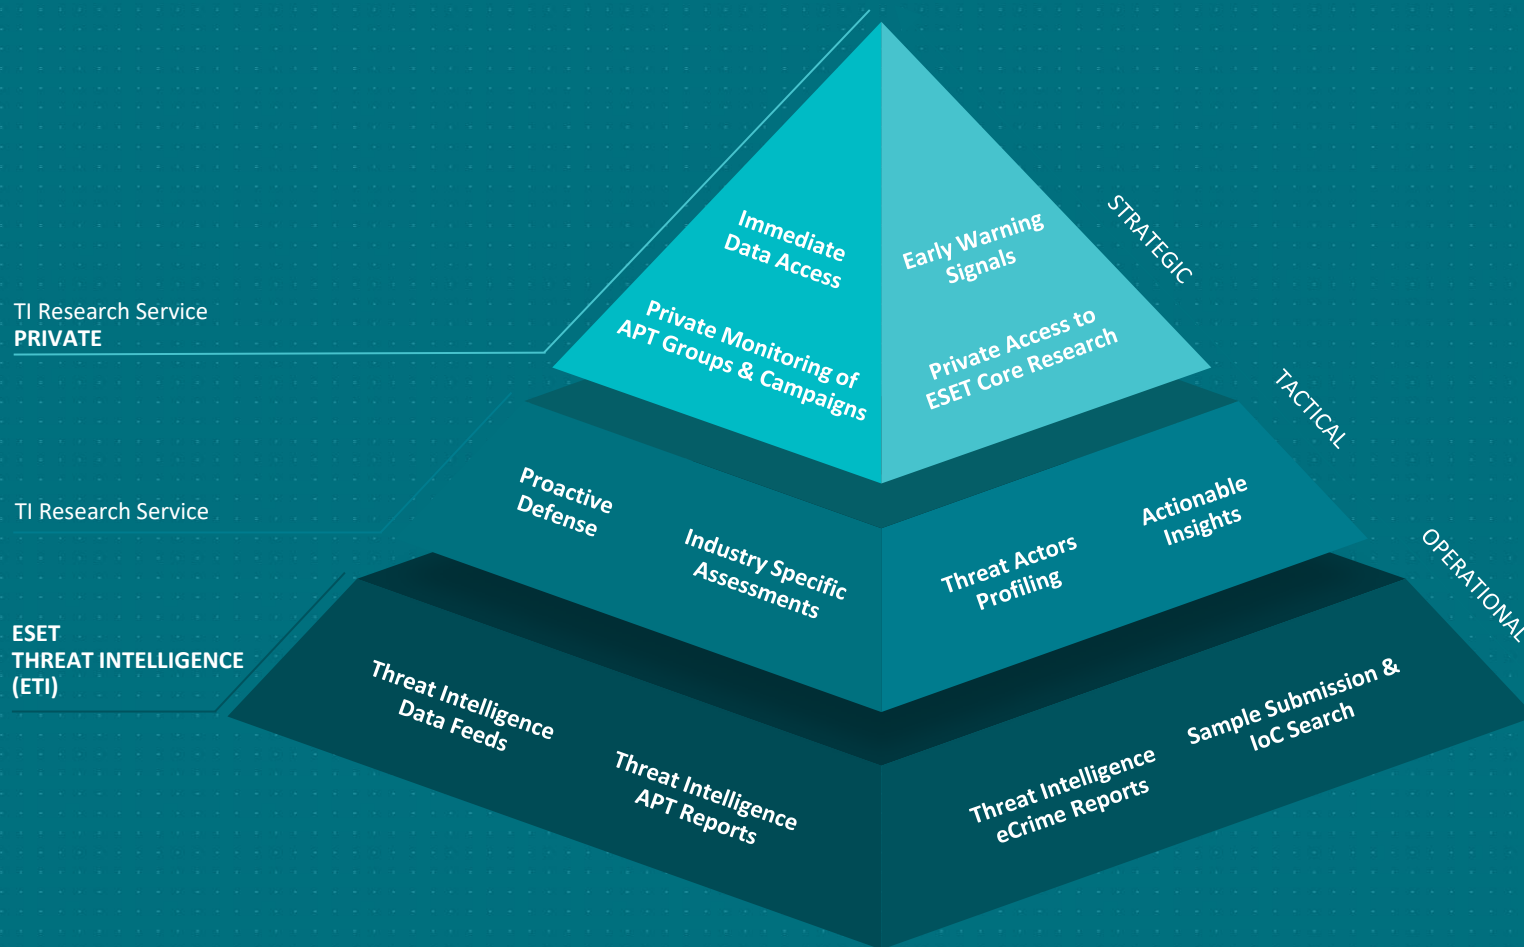 STRATEGIC
Immediate
Data Access
Early Warning
Signals
TI Research Service
PRIVATE
Private Monitoring of
APT Groups & Campaigns
Private Access to
ESET Core Research
TACTICAL
TI Research Service
Proactive
Defense
Industry Specific
Assessments
Threat Actors
Profiling
Actionable
Insights
OPERATIONAL
ESET
THREAT INTELLIGENCE
(ETI)
Threat Intelligence
Data Feeds
Threat Intelligence
APT Reports
Threat Intelligence
eCrime Reports
Sample Submission &
IoC Search